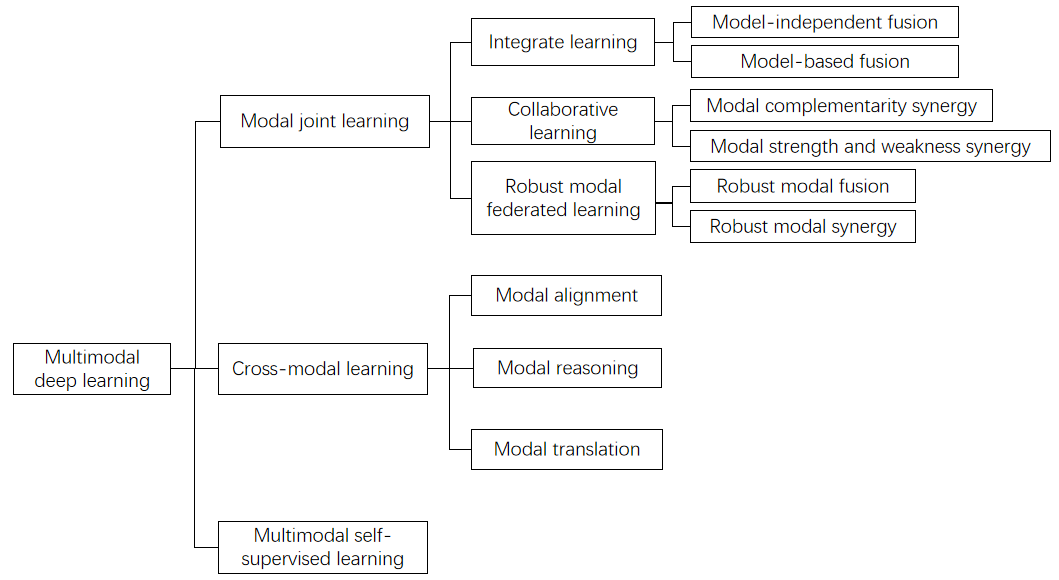 Model-independent fusion
Integrate learning
Model-based fusion
Modal joint learning
Collaborative
learning
Modal complementarity synergy
Modal strength and weakness synergy
Robust modal
federated learning
Robust modal fusion
Robust modal synergy
Modal alignment
Multimodal
deep learning
Cross-modal learning
Modal reasoning
Modal translation
Multimodal self-
supervised learning